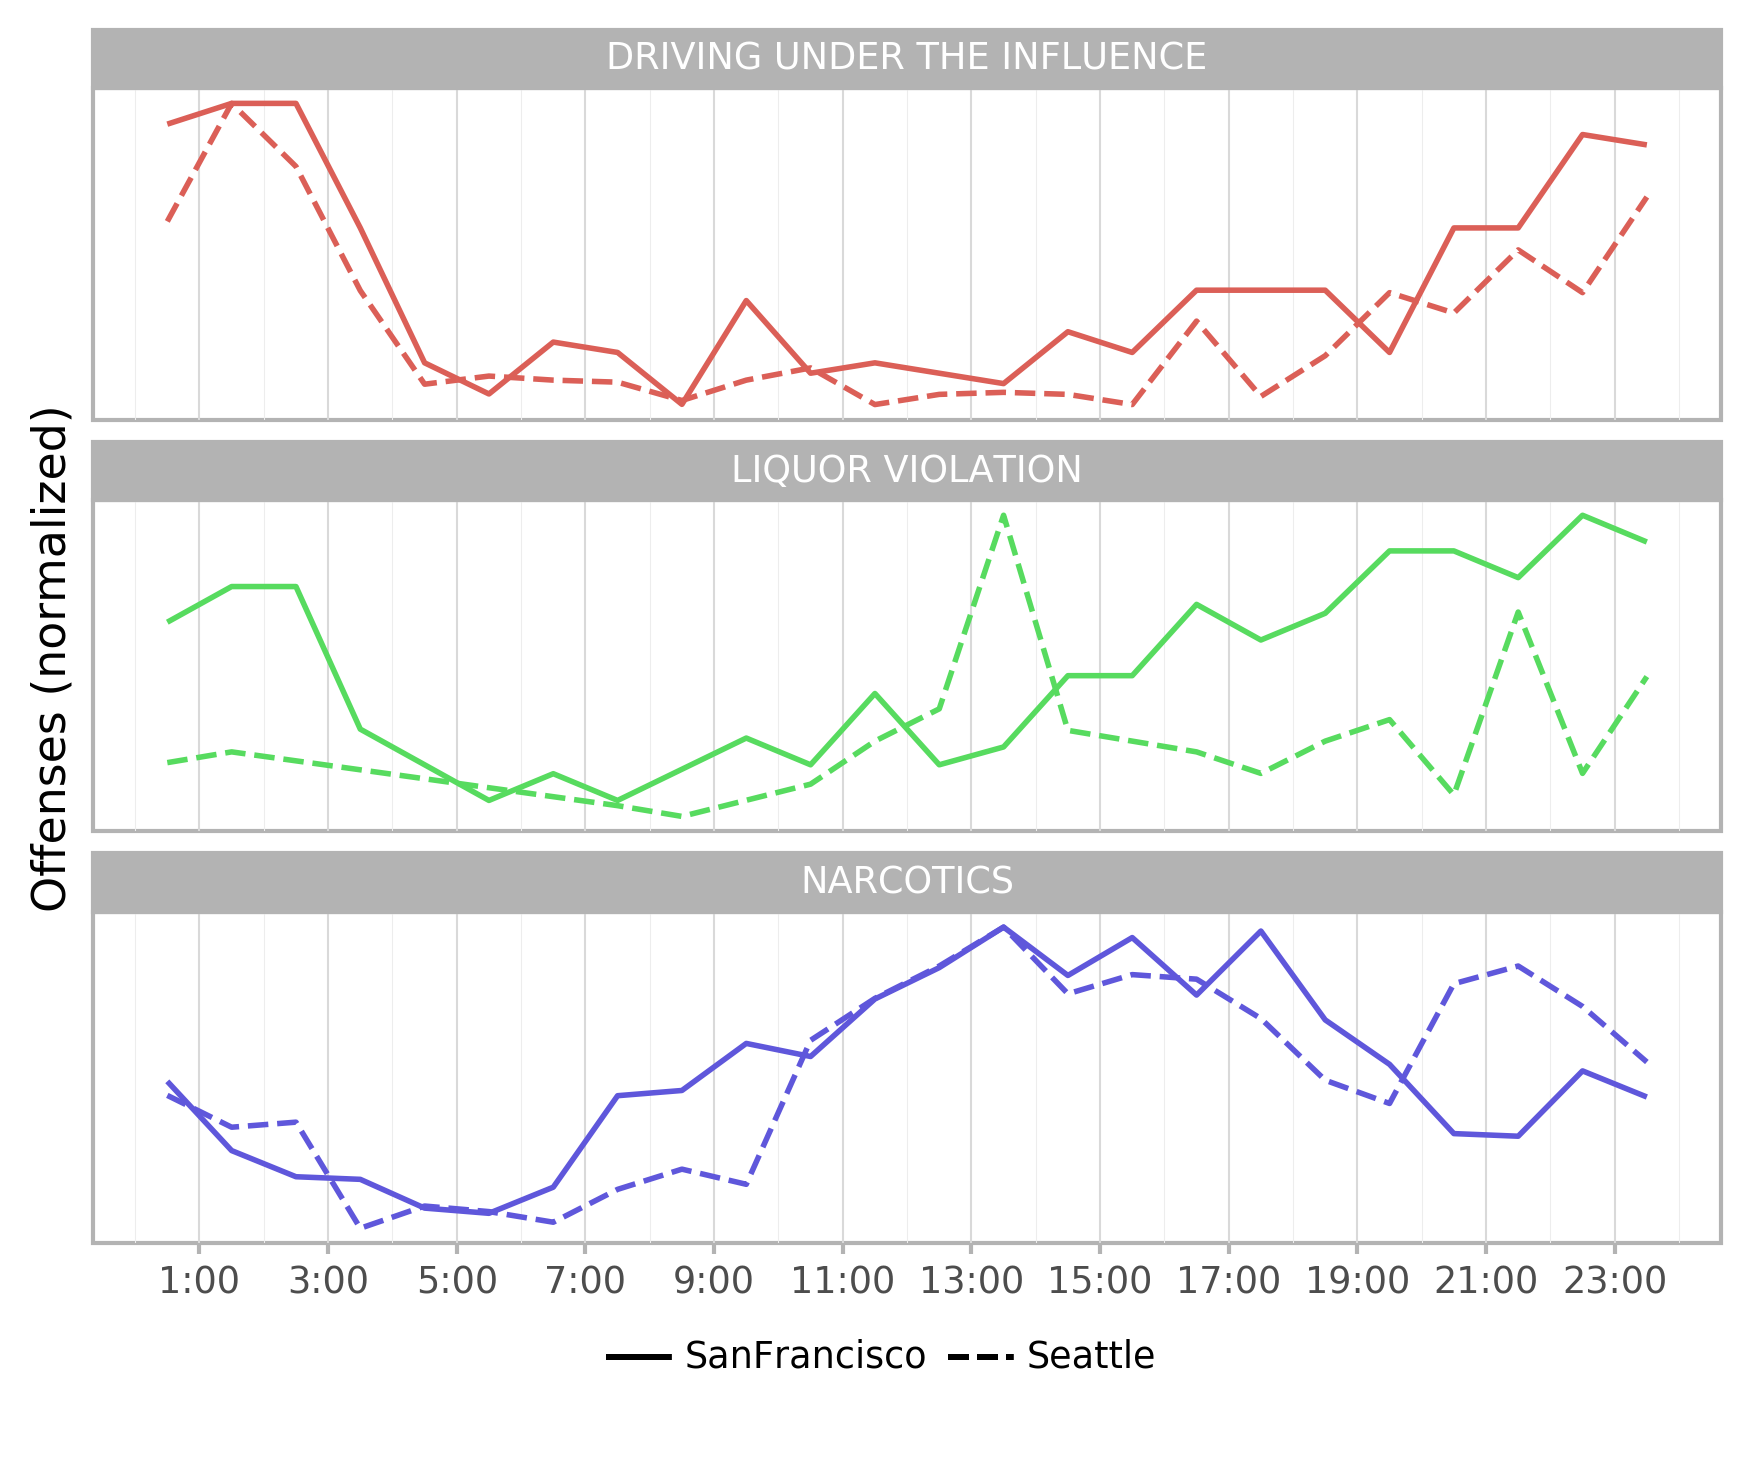 DRIVING UNDER THE INFLUENCE
Offenses (normalized)
LIQUOR VIOLATION
NARCOTICS
1:00 3:00 5:00 7:00 9:00 11:00 13:00 15:00 17:00 19:00 21:00 23:00
SanFrancisco Seattle